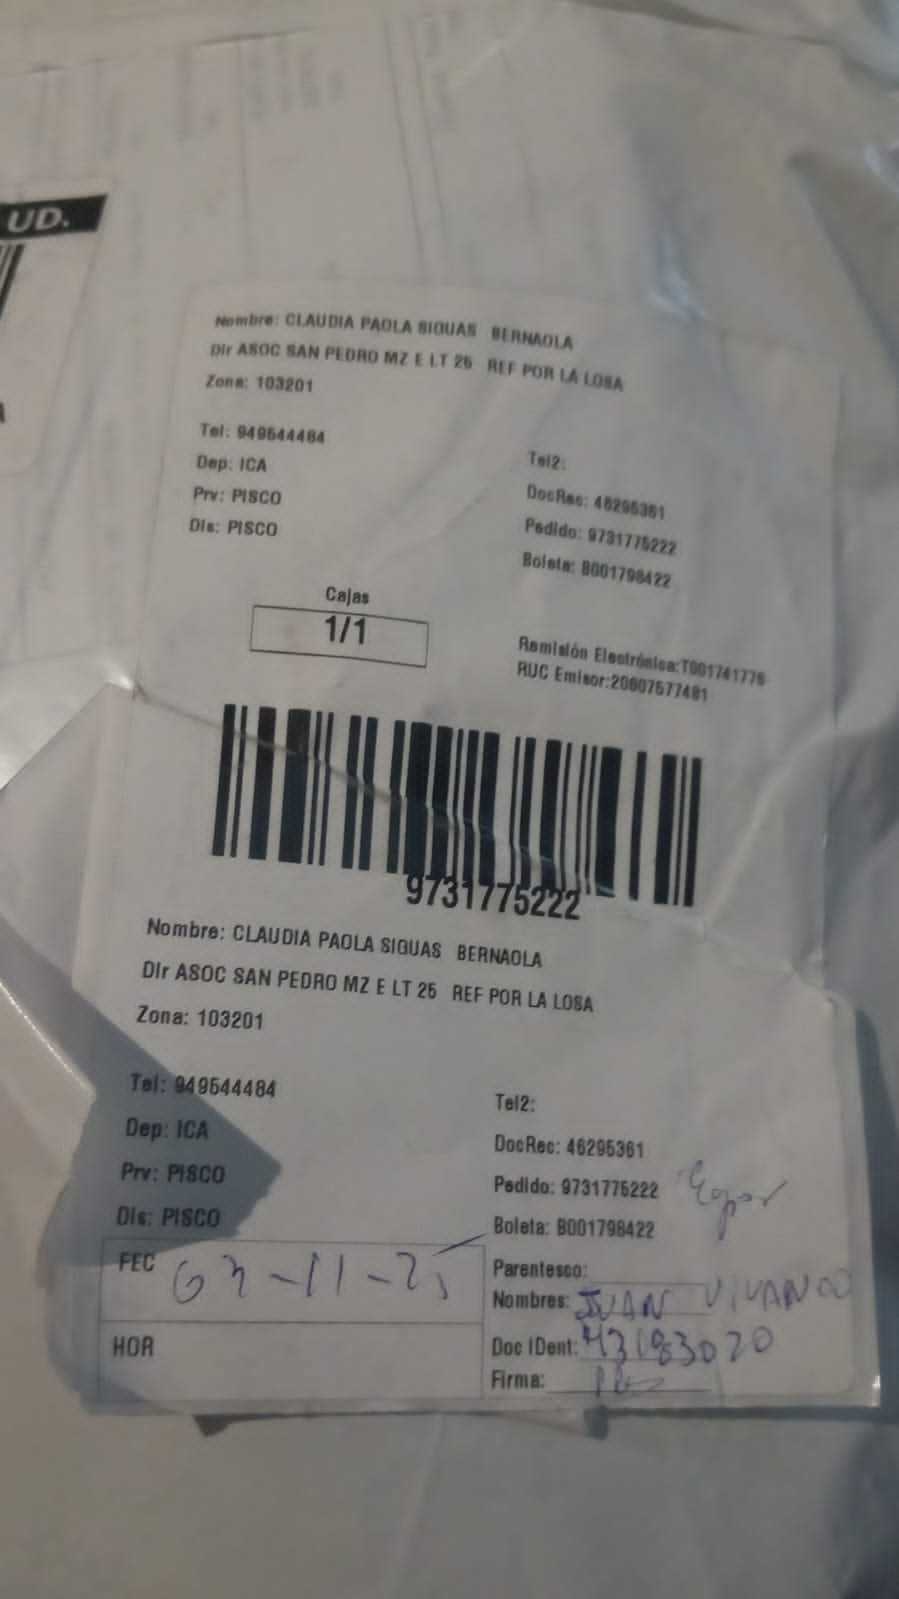 UD.
Nombre: CLAUDIA PAOLA SIGUAS BERNAOLA
Dir ASOC SAN PEDRO MZ E LT 25 REF POR LA LOSA
Zona: 103201
Tel: 949544484
Dep: ICA
Prv: PISCO
Dis: PISCO
Tel2:
DocRec: 46295361
Pedido: 9731775222
Boleta: B001798422
Cajas
1/1
Remisión Electrónica:T001741776
RUC Emisor:20607577481
9731775222
Nombre: CLAUDIA PAOLA SIGUAS BERNAOLA
Dir ASOC SAN PEDRO MZ E LT 25 REF POR LA LOSA
Zona: 103201
Tel: 949544484
Dep: ICA
Prv: PISCO
Dis: PISCO
Tel2:
DocRec: 46295361
Pedido: 9731775222
Boleta: B001798422
FEC
HOR
Parentesco:
Nombres: JUAN VIVANCO
Doc IDent: 43183020
Firma: